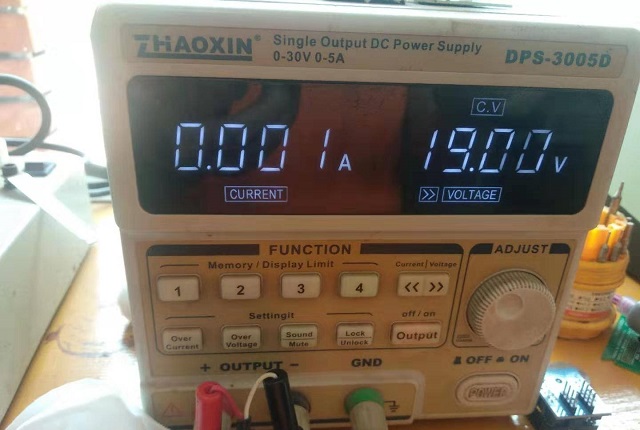 ZHAOXIN® Single Output DC Power Supply
0-30V 0-5A DPS-3005D
C.V
0.001 A 19.00 V
CURRENT >> VOLTAGE
FUNCTION ADJUST
Memory / Display Limit Current / Voltage
1 2 3 4 << >>
Settingit off / on
Over Current Over Voltage Sound Mute Lock Unlock Output
+ OUTPUT - GND OFF ON
POWER